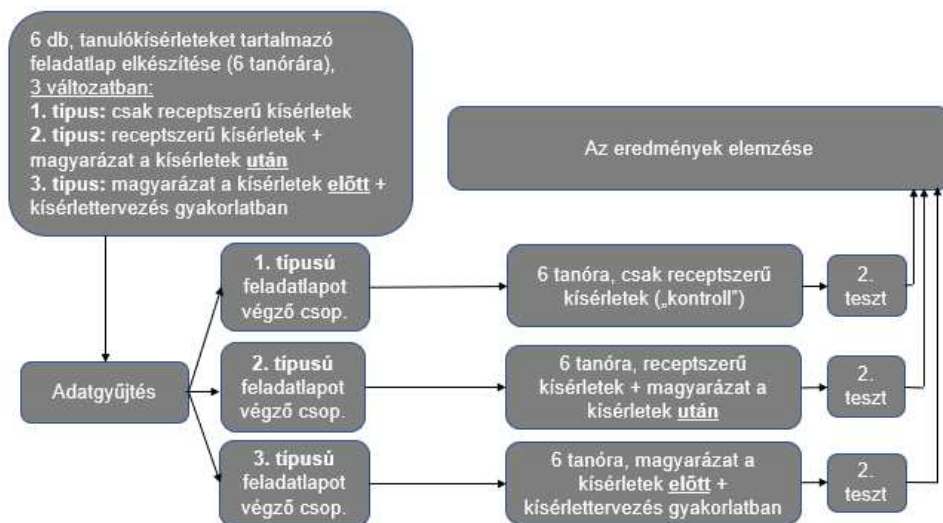 6 db, tanulókísérleteket tartalmazó
feladatlap elkészítése (6 tanórára),
3 változatban:
1. típus: csak receptszerű kísérletek
2. típus: receptszerű kísérletek +
magyarázat a kísérletek után
3. típus: magyarázat a kísérletek előtt +
kísérlettervezés gyakorlatban
Az eredmények elemzése
Adatgyűjtés
1. típusú
feladatlapot
végző csop.
6 tanóra, csak receptszerű
kísérletek („kontroll”)
2.
teszt
2. típusú
feladatlapot
végző csop.
6 tanóra, receptszerű
kísérletek + magyarázat a
kísérletek után
2.
teszt
3. típusú
feladatlapot
végző csop.
6 tanóra, magyarázat a
kísérletek előtt +
kísérlettervezés gyakorlatban
2.
teszt